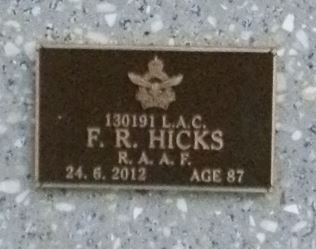 130191 L.A.C.
F. R. HICKS
R. A. A. F.
24. 6. 2012 AGE 87